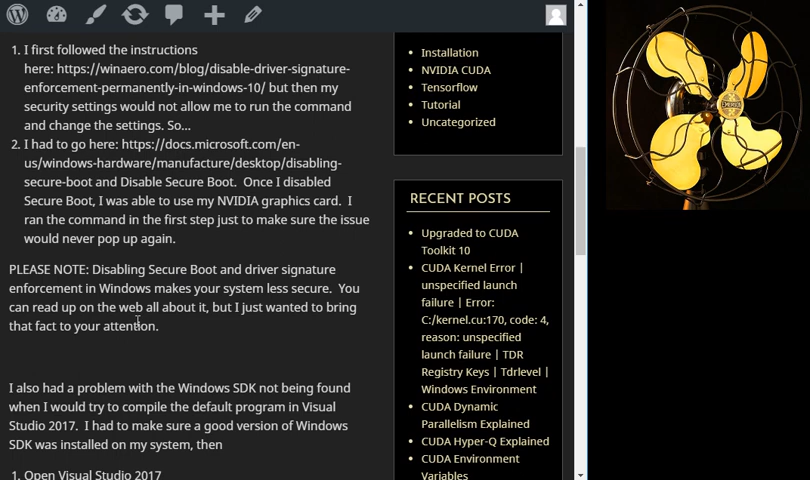 1. I first followed the instructions
here: https://winaero.com/blog/disable-driver-signature-
enforcement-permanently-in-windows-10/ but then my
security settings would not allow me to run the command
and change the settings. So...
2. I had to go here: https://docs.microsoft.com/en-
us/windows-hardware/manufacture/desktop/disabling-
secure-boot and Disable Secure Boot. Once I disabled
Secure Boot, I was able to use my NVIDIA graphics card. I
ran the command in the first step just to make sure the issue
would never pop up again.
PLEASE NOTE: Disabling Secure Boot and driver signature
enforcement in Windows makes your system less secure. You
can read up on the web all about it, but I just wanted to bring
that fact to your attention.
I also had a problem with the Windows SDK not being found
when I would try to compile the default program in Visual
Studio 2017. I had to make sure a good version of Windows
SDK was installed on my system, then
1. Open Visual Studio 2017
Installation
NVIDIA CUDA
Tensorflow
Tutorial
Uncategorized
RECENT POSTS
Upgraded to CUDA
Toolkit 10
CUDA Kernel Error |
unspecified launch
failure | Error:
C:/kernel.cu:170, code: 4,
reason: unspecified
launch failure | TDR
Registry Keys | Tdrlevel |
Windows Environment
CUDA Dynamic
Parallelism Explained
CUDA Hyper-Q Explained
CUDA Environment
Variables
EMERSON